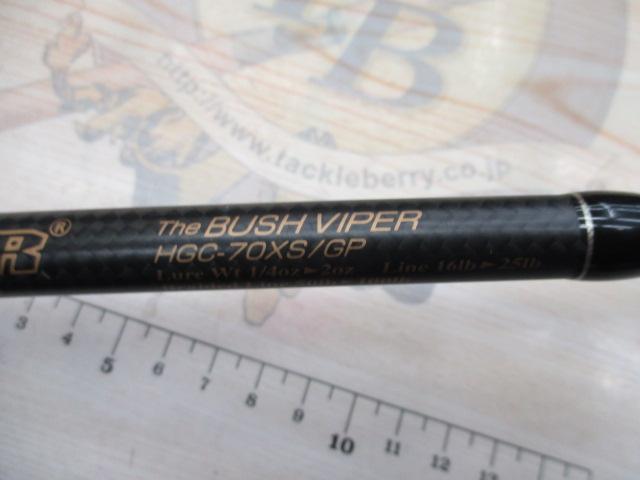 B
http://www.tackleberry.co.jp
R®
The BUSH VIPER
HGC-70XS/GP
Lure Wt 1/4oz►2oz Line 16lb►25lb
3 4 5 6 7 8 9 10 11 12 13